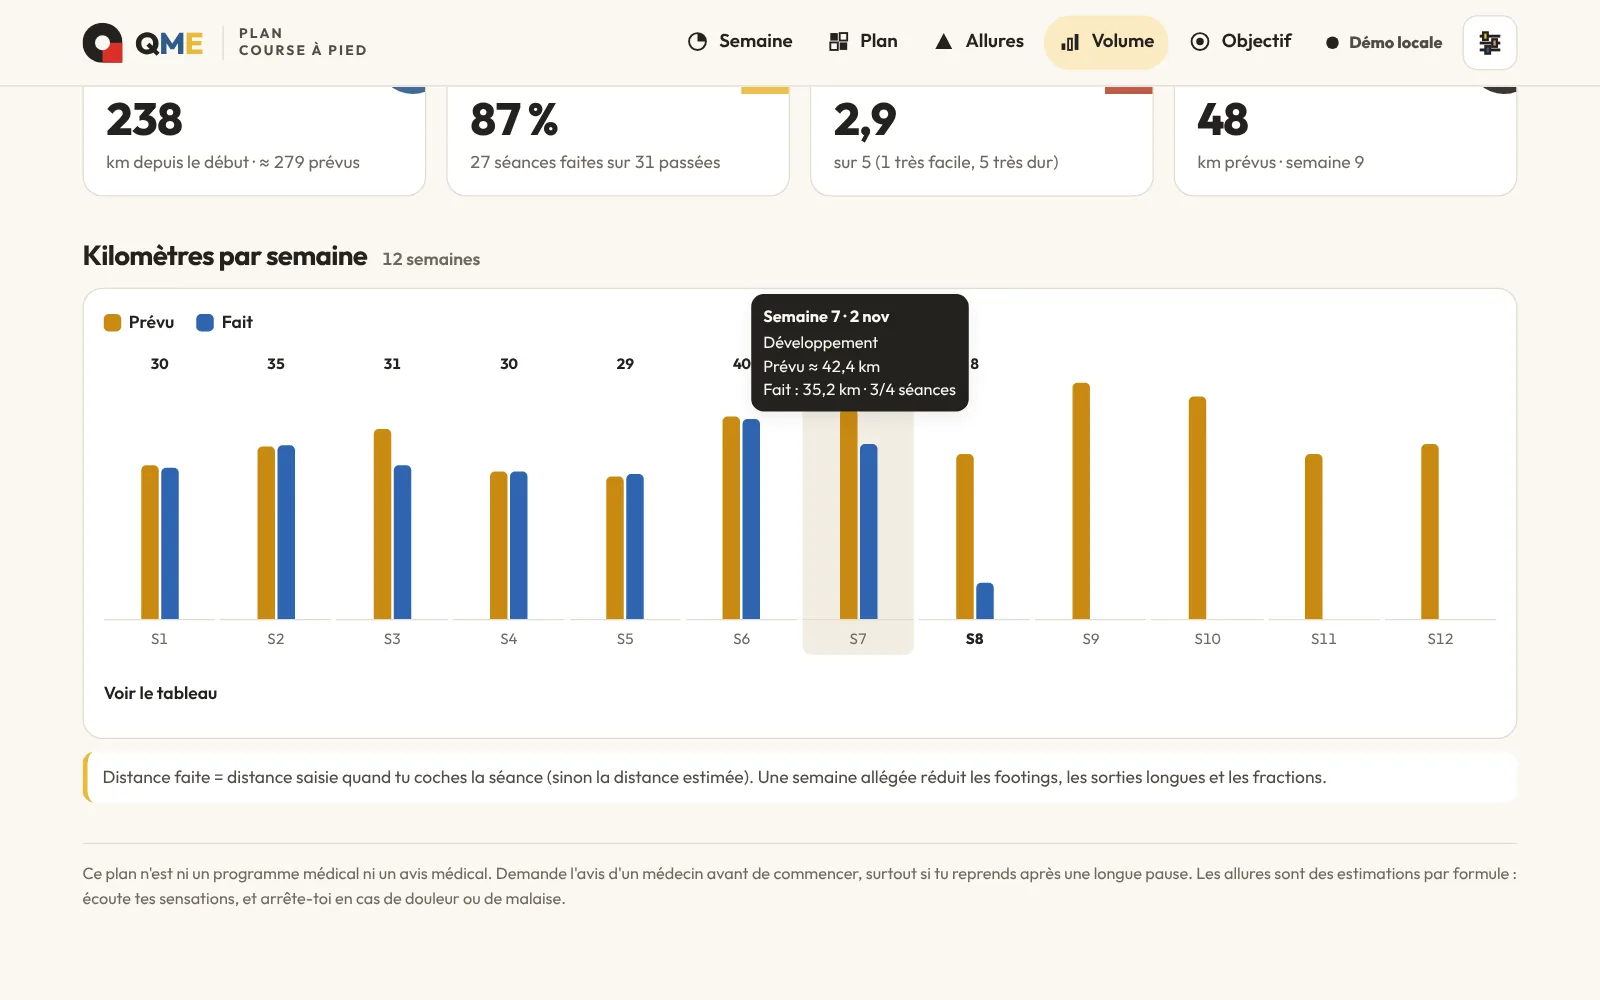 QME
PLAN
COURSE À PIED
Semaine
Plan
Allures
Volume
Objectif
Démo locale
238
km depuis le début · ≈ 279 prévus
87 %
27 séances faites sur 31 passées
2,9
sur 5 (1 très facile, 5 très dur)
48
km prévus · semaine 9
Kilomètres par semaine 12 semaines
Prévu Fait
Semaine 7 · 2 nov
Développement
Prévu ≈ 42,4 km
Fait : 35,2 km · 3/4 séances
30 35 31 30 29 40 8
S1 S2 S3 S4 S5 S6 S7 S8 S9 S10 S11 S12
Voir le tableau
Distance faite = distance saisie quand tu coches la séance (sinon la distance estimée). Une semaine allégée réduit les footings, les sorties longues et les fractions.
Ce plan n'est ni un programme médical ni un avis médical. Demande l'avis d'un médecin avant de commencer, surtout si tu reprends après une longue pause. Les allures sont des estimations par formule :
écoute tes sensations, et arrête-toi en cas de douleur ou de malaise.